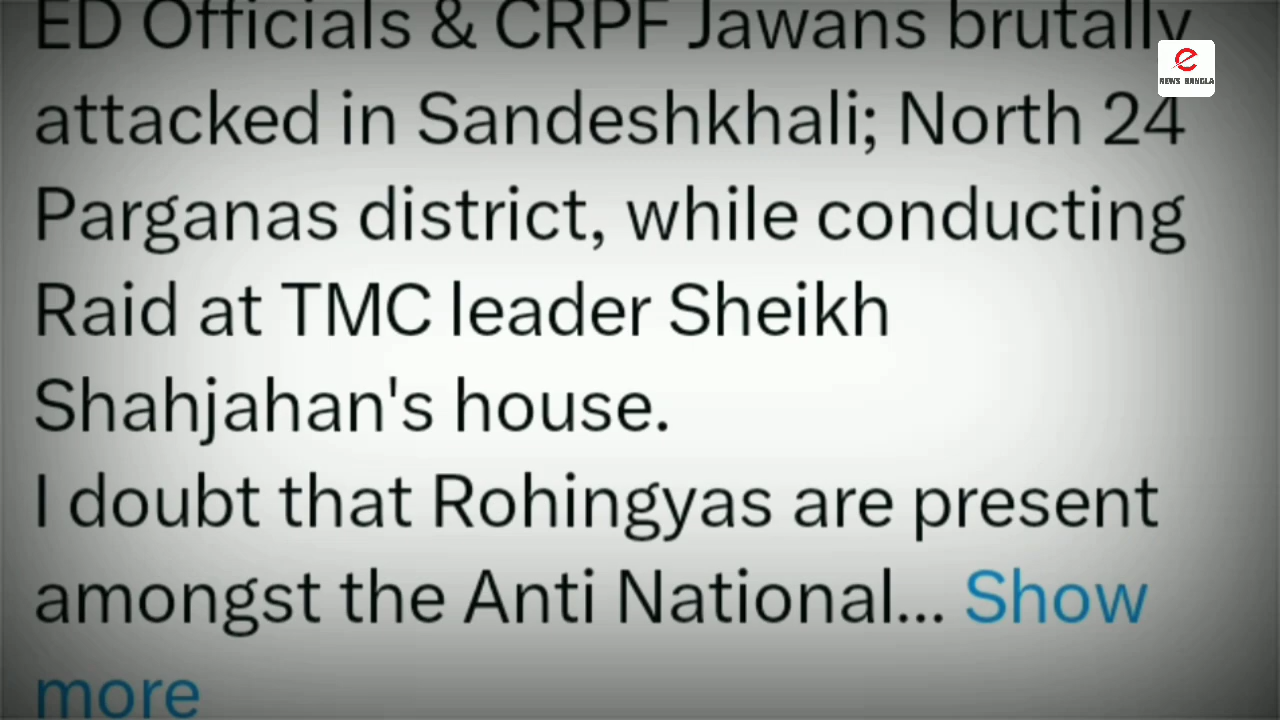 ED Officials & CRPF Jawans brutally
NEWS BANGLA
attacked in Sandeshkhali; North 24
Parganas district, while conducting
Raid at TMC leader Sheikh
Shahjahan's house.
I doubt that Rohingyas are present
amongst the Anti National... Show
more